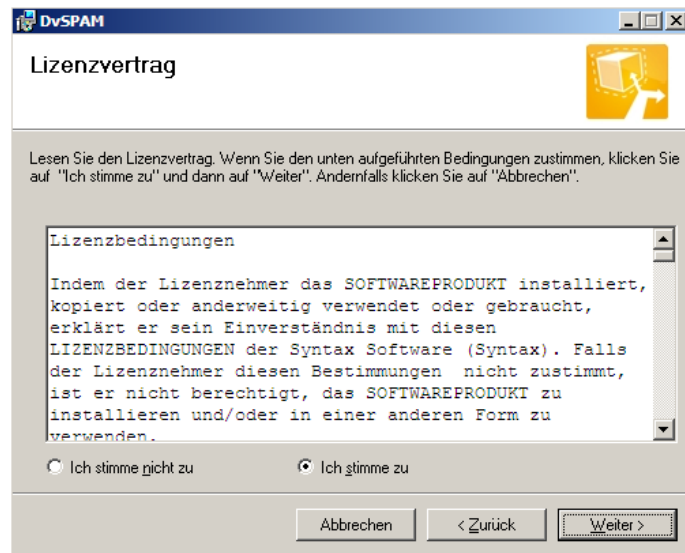 DvSPAM
Lizenzvertrag
Lesen Sie den Lizenzvertrag. Wenn Sie den unten aufgeführten Bedingungen zustimmen, klicken Sie
auf "Ich stimme zu" und dann auf "Weiter". Andernfalls klicken Sie auf "Abbrechen".
Lizenzbedingungen
Indem der Lizenznehmer das SOFTWAREPRODUKT installiert,
kopiert oder anderweitig verwendet oder gebraucht,
erklärt er sein Einverständnis mit diesen
LIZENZBEDINGUNGEN der Syntax Software (Syntax). Falls
der Lizenznehmer diesen Bestimmungen  nicht zustimmt,
ist er nicht berechtigt, das SOFTWAREPRODUKT zu
installieren und/oder in einer anderen Form zu
verwenden.
Ich stimme nicht zu
Ich stimme zu
Abbrechen
< Zurück
Weiter >